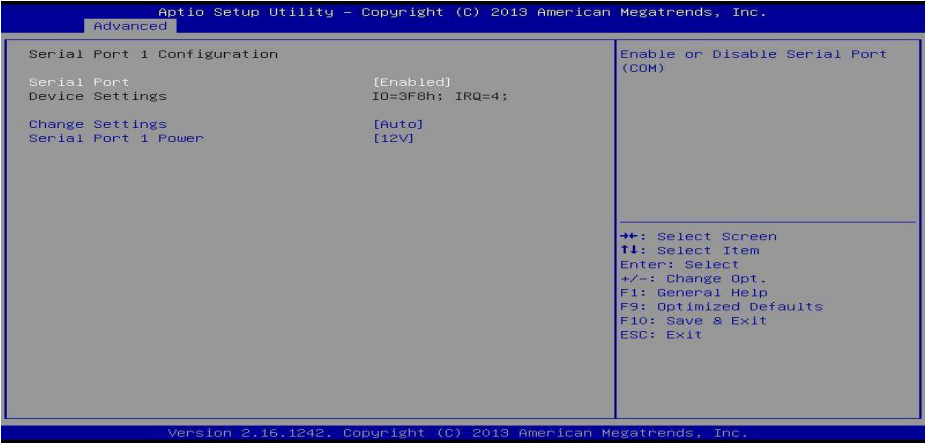 Aptio Setup Utility – Copyright (C) 2013 American Megatrends, Inc.
Advanced
Serial Port 1 Configuration
Serial Port [Enabled]
Device Settings IO=3F8h; IRQ=4;
Change Settings [Auto]
Serial Port 1 Power [12V]
Enable or Disable Serial Port
(COM)
→←: Select Screen
↑↓: Select Item
Enter: Select
+/-: Change Opt.
F1: General Help
F9: Optimized Defaults
F10: Save & Exit
ESC: Exit
Version 2.16.1242. Copyright (C) 2013 American Megatrends, Inc.